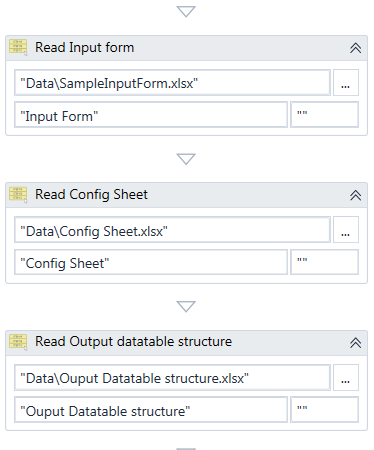 Read Input form
"Data\SampleInputForm.xlsx" ...
"Input Form" ""
Read Config Sheet
"Data\Config Sheet.xlsx" ...
"Config Sheet" ""
Read Output datatable structure
"Data\Ouput Datatable structure.xlsx" ...
"Ouput Datatable structure" ""